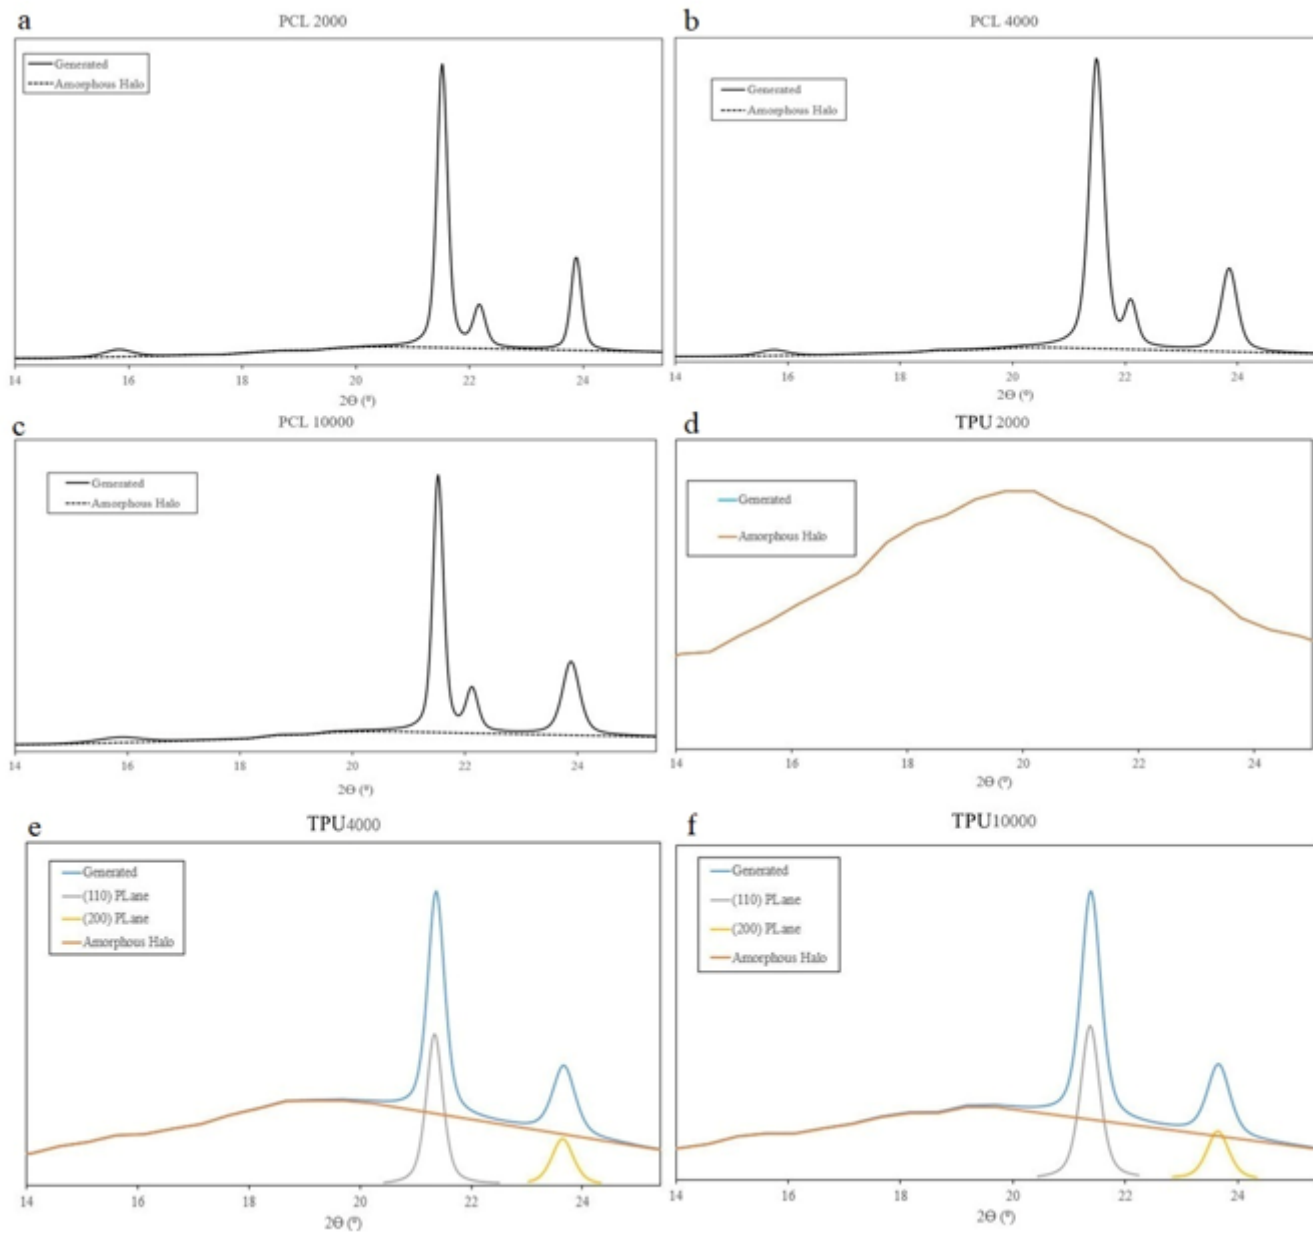 a
PCL 2000
Generated
Amorphous Halo
14 16 18 20 22 24
2Θ (º)
b
PCL 4000
Generated
Amorphous Halo
14 16 18 20 22 24
2Θ (º)
c
PCL 10000
Generated
Amorphous Halo
14 16 18 20 22 24
2Θ (º)
d
TPU 2000
Generated
Amorphous Halo
14 16 18 20 22 24
2Θ (º)
e
TPU4000
Generated
(110) PLane
(200) PLane
Amorphous Halo
14 16 18 20 22 24
2Θ (º)
f
TPU10000
Generated
(110) PLane
(200) PLane
Amorphous Halo
14 16 18 20 22 24
2Θ (º)